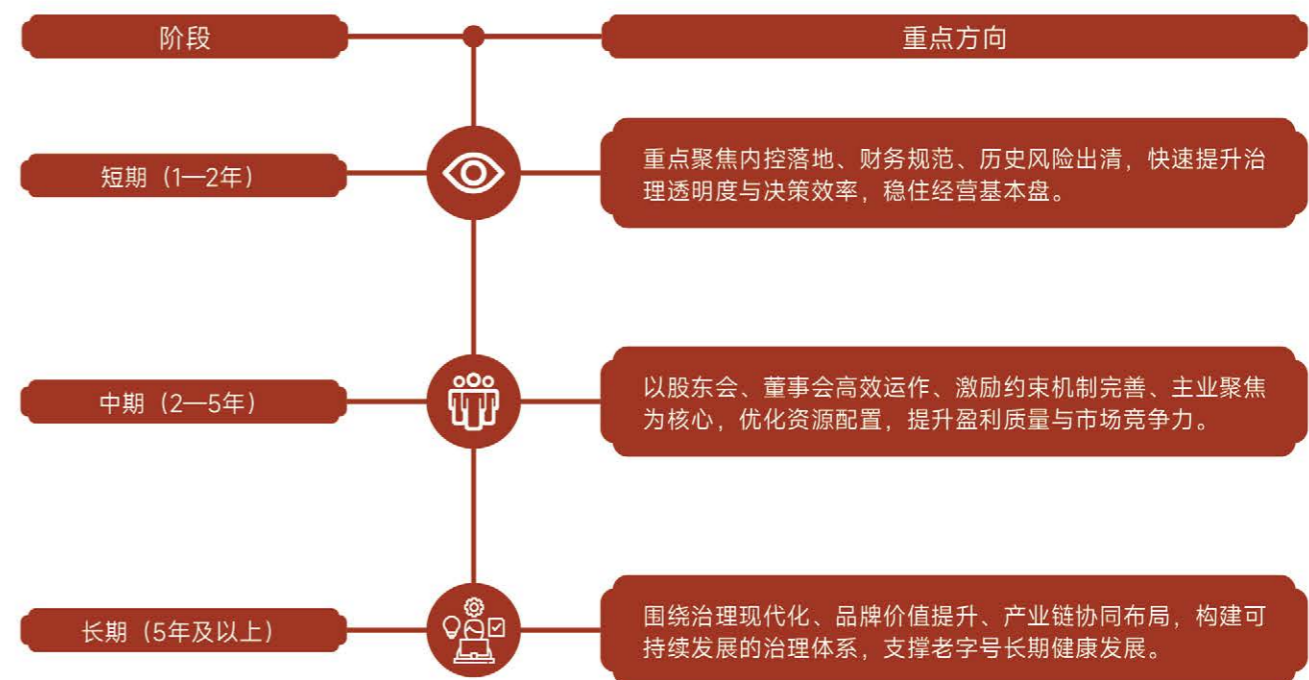 阶段
重点方向
短期（1—2年）
重点聚焦内控落地、财务规范、历史风险出清，快速提升治
理透明度与决策效率，稳住经营基本盘。
中期（2—5年）
以股东会、董事会高效运作、激励约束机制完善、主业聚焦
为核心，优化资源配置，提升盈利质量与市场竞争力。
长期（5年及以上）
围绕治理现代化、品牌价值提升、产业链协同布局，构建可
持续发展的治理体系，支撑老字号长期健康发展。